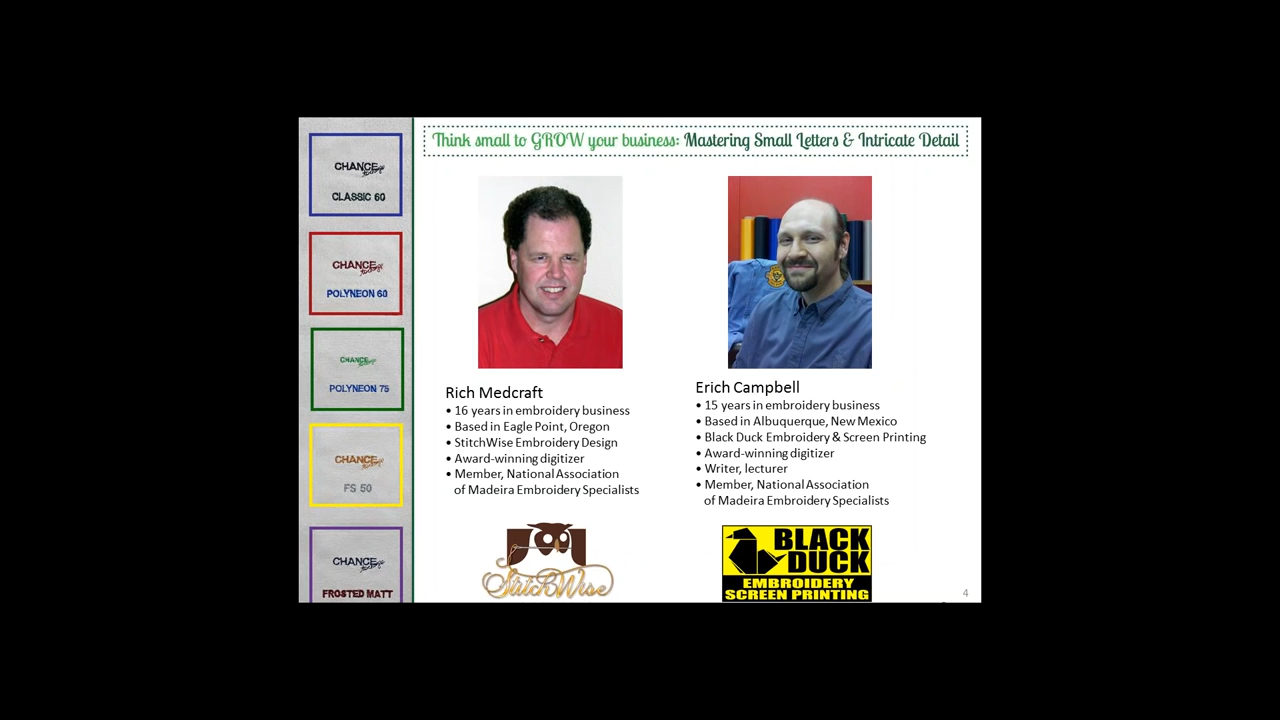 Think small to GROW your business: Mastering Small Letters & Intricate Detail
CHANCE
CLASSIC 60
CHANCE
POLYNEON 60
CHANCE
POLYNEON 75
CHANCE
FS 50
CHANCE
FROSTED MATT
Rich Medcraft
• 16 years in embroidery business
• Based in Eagle Point, Oregon
• StitchWise Embroidery Design
• Award-winning digitizer
• Member, National Association
of Madeira Embroidery Specialists
StitchWise
Erich Campbell
• 15 years in embroidery business
• Based in Albuquerque, New Mexico
• Black Duck Embroidery & Screen Printing
• Award-winning digitizer
• Writer, lecturer
• Member, National Association
of Madeira Embroidery Specialists
BLACK
DUCK
EMBROIDERY
SCREEN PRINTING
4